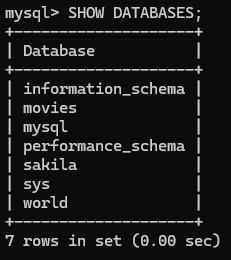 mysql> SHOW DATABASES;
+--------------------+
| Database           |
+--------------------+
| information_schema |
| movies             |
| mysql              |
| performance_schema |
| sakila             |
| sys                |
| world              |
+--------------------+
7 rows in set (0.00 sec)